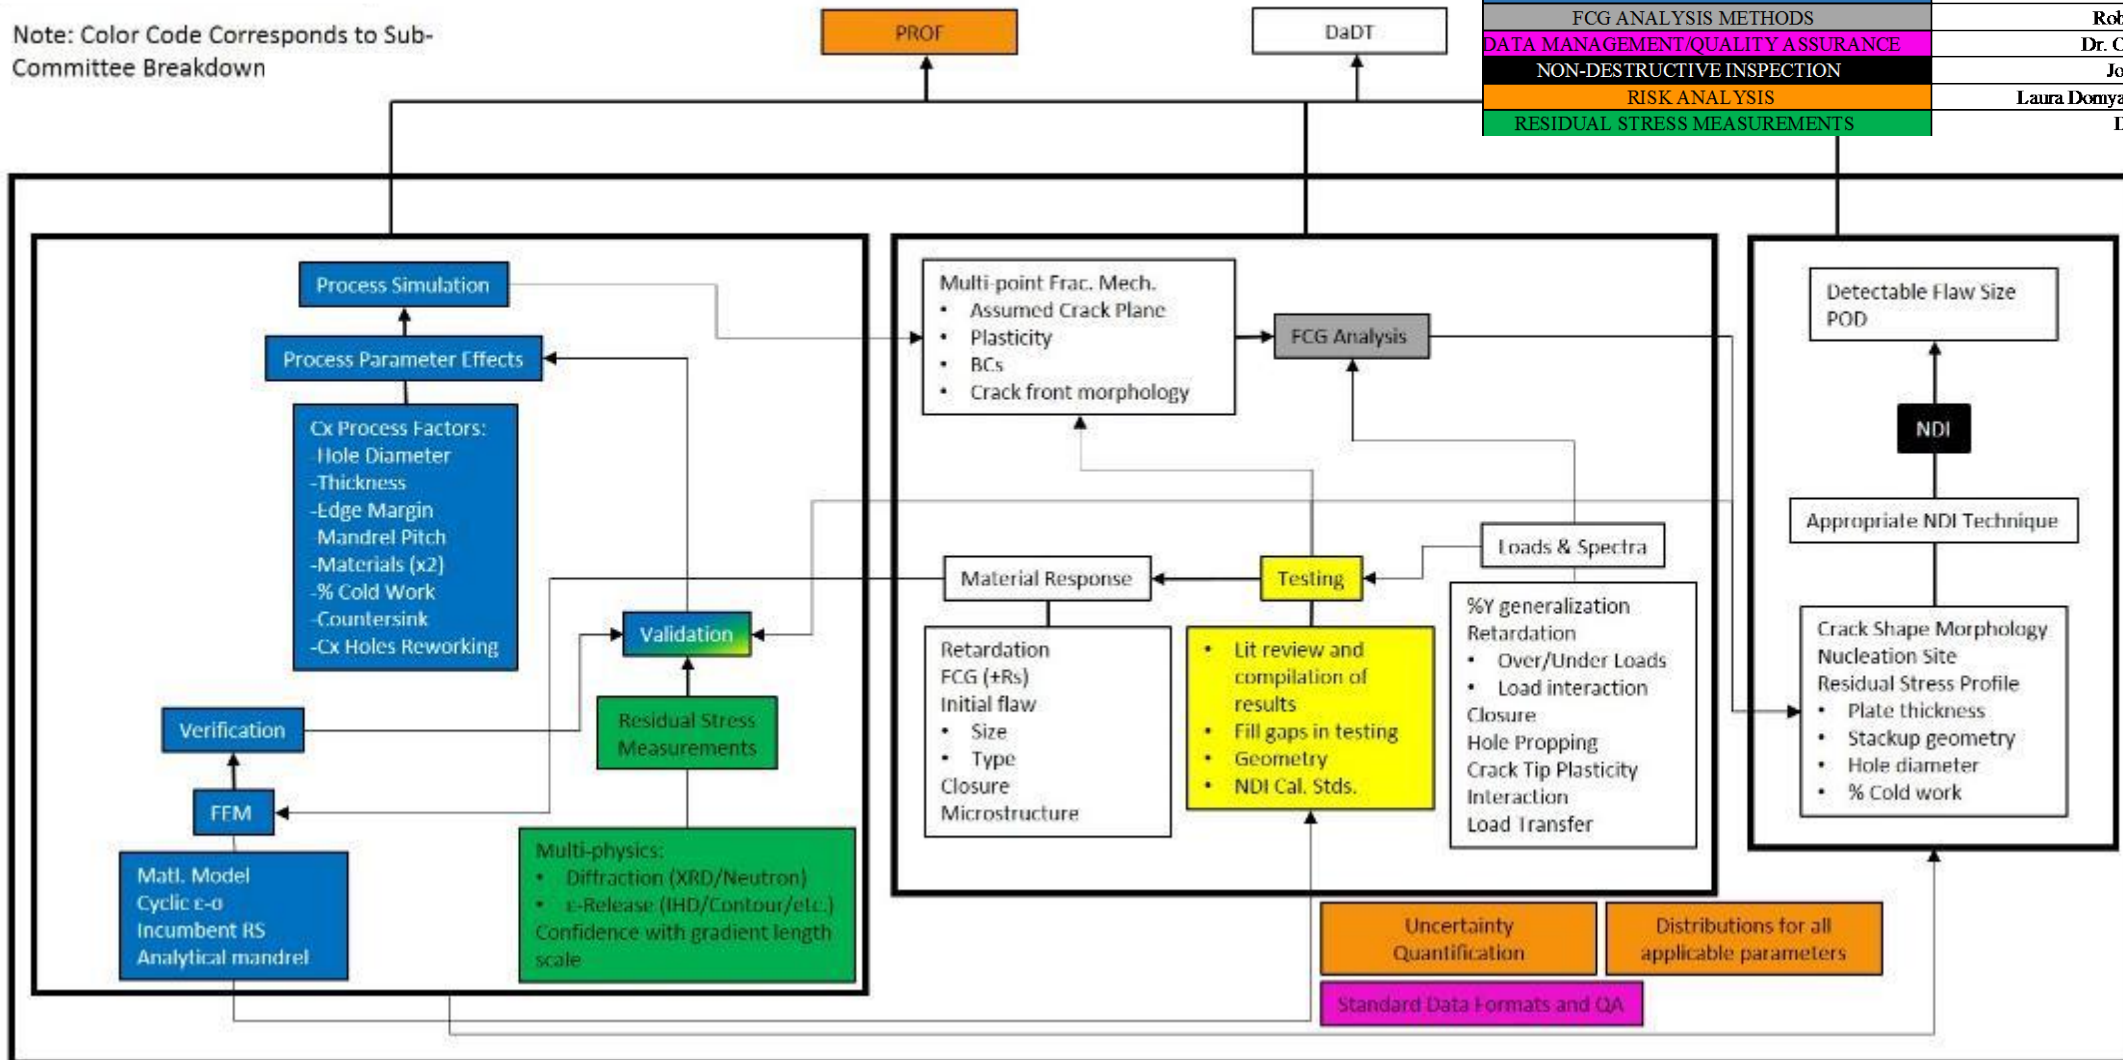 Note: Color Code Corresponds to Sub-
Committee Breakdown
PROF
DaDT
FCG ANALYSIS METHODS
Rob
DATA MANAGEMENT/QUALITY ASSURANCE
Dr. C
NON-DESTRUCTIVE INSPECTION
Jo
RISK ANALYSIS
Laura Domya
RESIDUAL STRESS MEASUREMENTS
D
Process Simulation
Process Parameter Effects
Cx Process Factors:
-Hole Diameter
-Thickness
-Edge Margin
-Mandrel Pitch
-Materials (x2)
-% Cold Work
-Countersink
-Cx Holes Reworking
Validation
Verification
FEM
Residual Stress
Measurements
Matl. Model
Cyclic ε-σ
Incumbent RS
Analytical mandrel
Multi-physics:
• Diffraction (XRD/Neutron)
• ε-Release (IHD/Contour/etc.)
Confidence with gradient length
scale
Multi-point Frac. Mech.
• Assumed Crack Plane
• Plasticity
• BCs
• Crack front morphology
FCG Analysis
Material Response
Testing
Loads & Spectra
Retardation
FCG (+Rs)
Initial flaw
• Size
• Type
Closure
Microstructure
• Lit review and
compilation of
results
• Fill gaps in testing
• Geometry
• NDI Cal. Stds.
%Y generalization
Retardation
• Over/Under Loads
• Load interaction
Closure
Hole Propping
Crack Tip Plasticity
Interaction
Load Transfer
Detectable Flaw Size
POD
NDI
Appropriate NDI Technique
Crack Shape Morphology
Nucleation Site
Residual Stress Profile
• Plate thickness
• Stackup geometry
• Hole diameter
• % Cold work
Uncertainty
Quantification
Distributions for all
applicable parameters
Standard Data Formats and QA